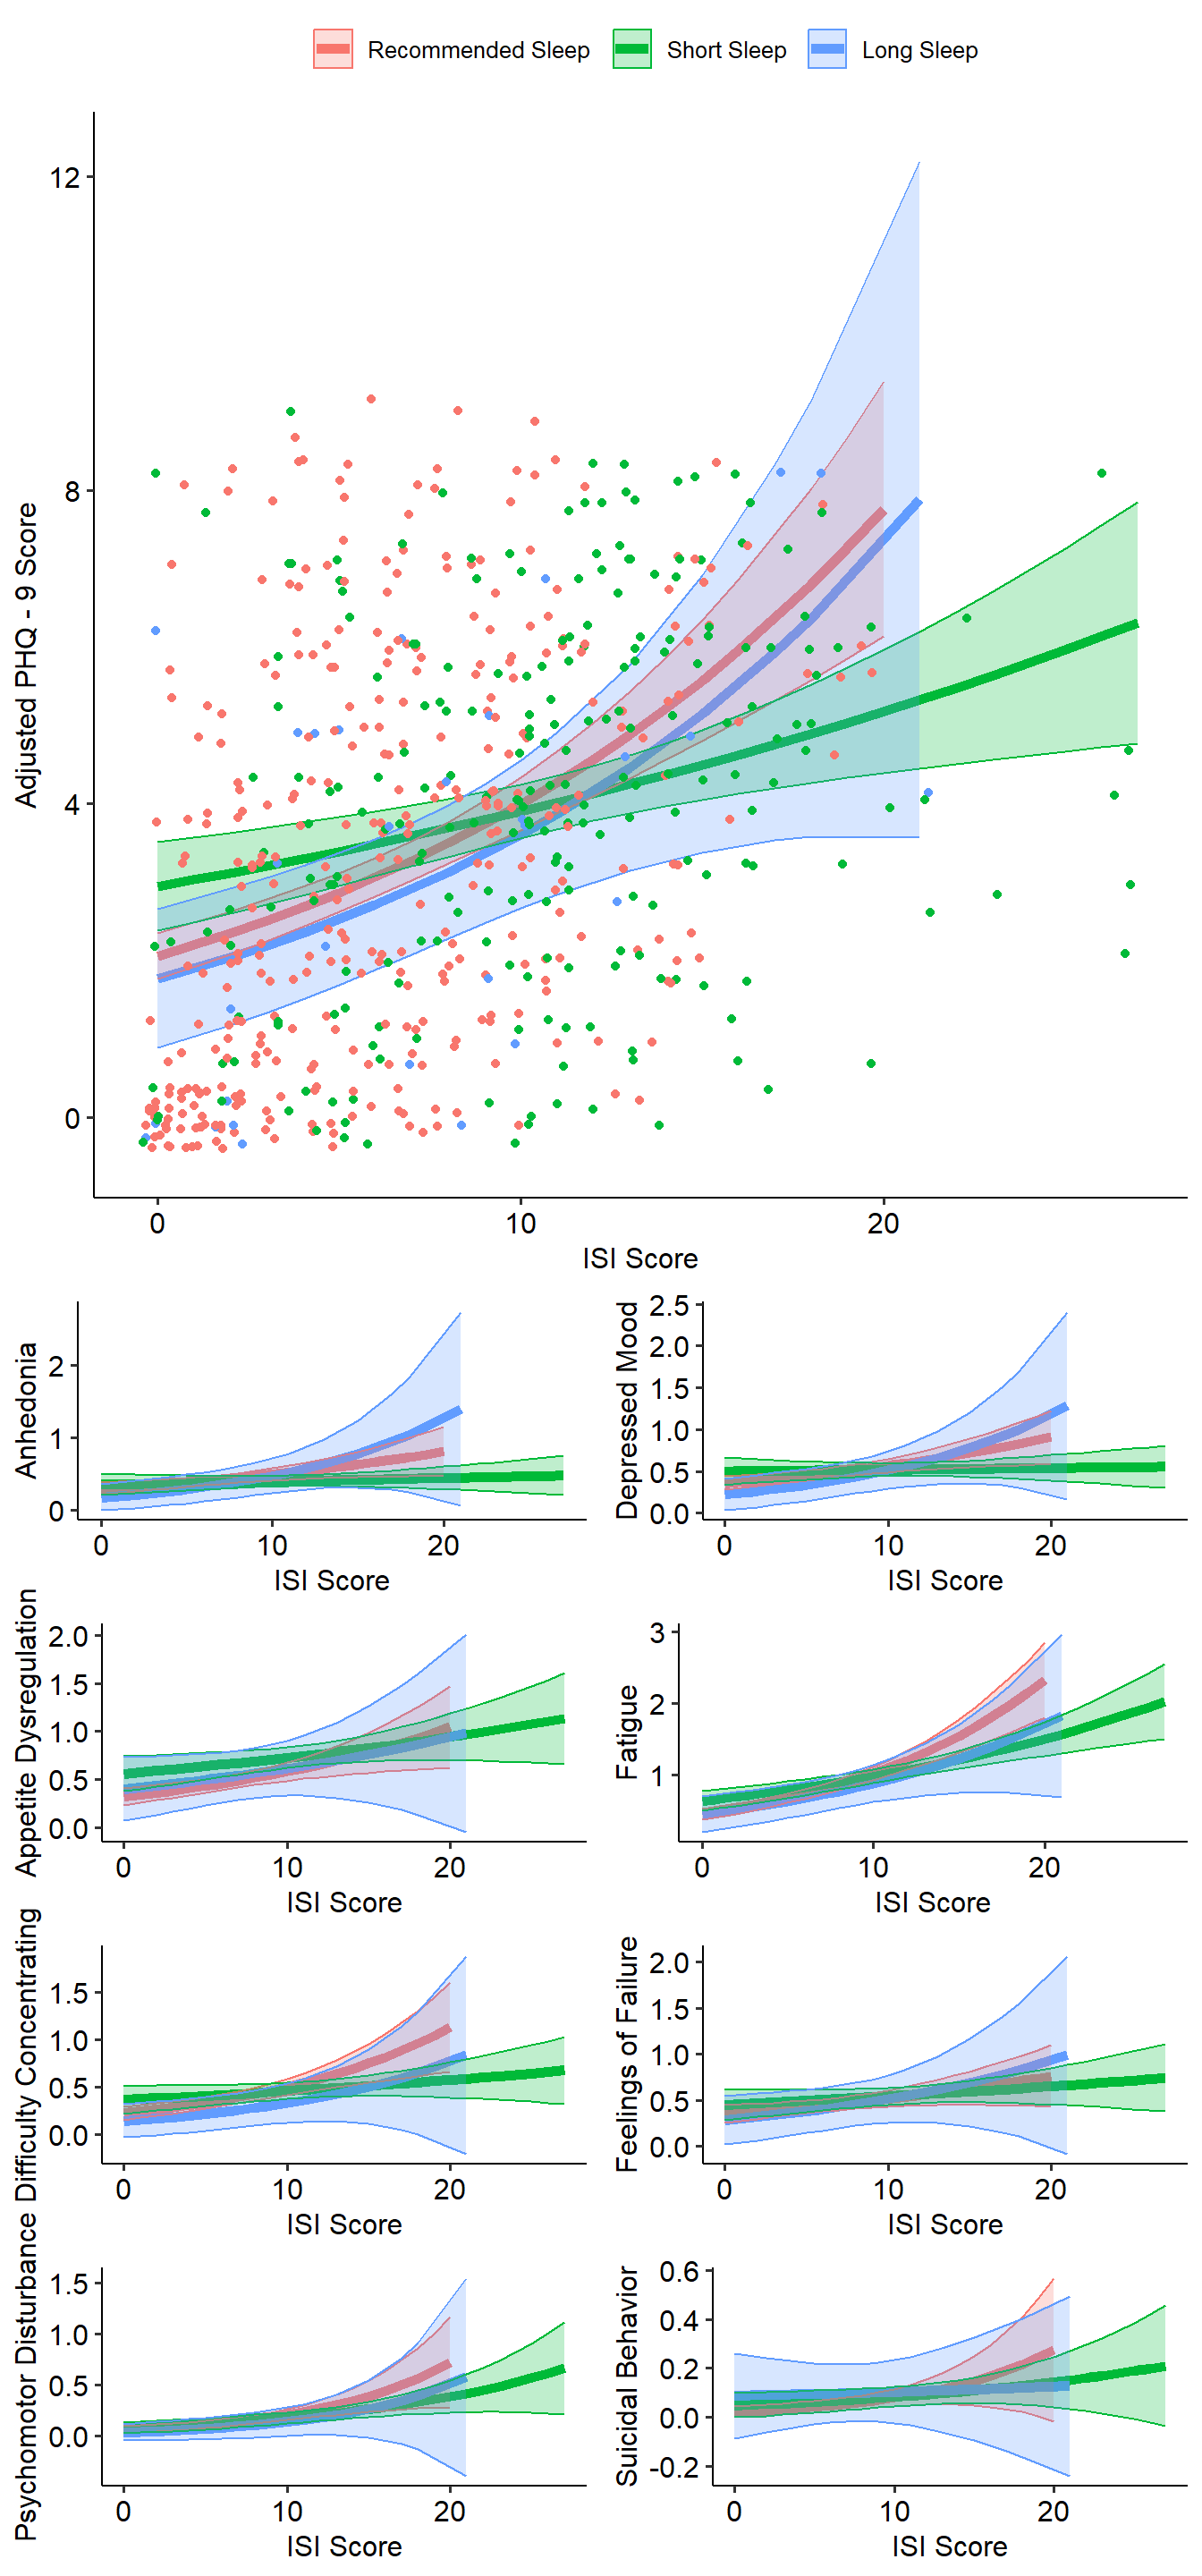 Recommended Sleep Short Sleep Long Sleep
Adjusted PHQ - 9 Score
12
8
4
0
0 10 20
ISI Score
Anhedonia
2
1
0
0 10 20
ISI Score
Depressed Mood
2.5
2.0
1.5
1.0
0.5
0.0
0 10 20
ISI Score
Appetite Dysregulation
2.0
1.5
1.0
0.5
0.0
0 10 20
ISI Score
Fatigue
3
2
1
0 10 20
ISI Score
Difficulty Concentrating
1.5
1.0
0.5
0.0
0 10 20
ISI Score
Feelings of Failure
2.0
1.5
1.0
0.5
0.0
0 10 20
ISI Score
Psychomotor Disturbance
1.5
1.0
0.5
0.0
0 10 20
ISI Score
Suicidal Behavior
0.6
0.4
0.2
0.0
-0.2
0 10 20
ISI Score